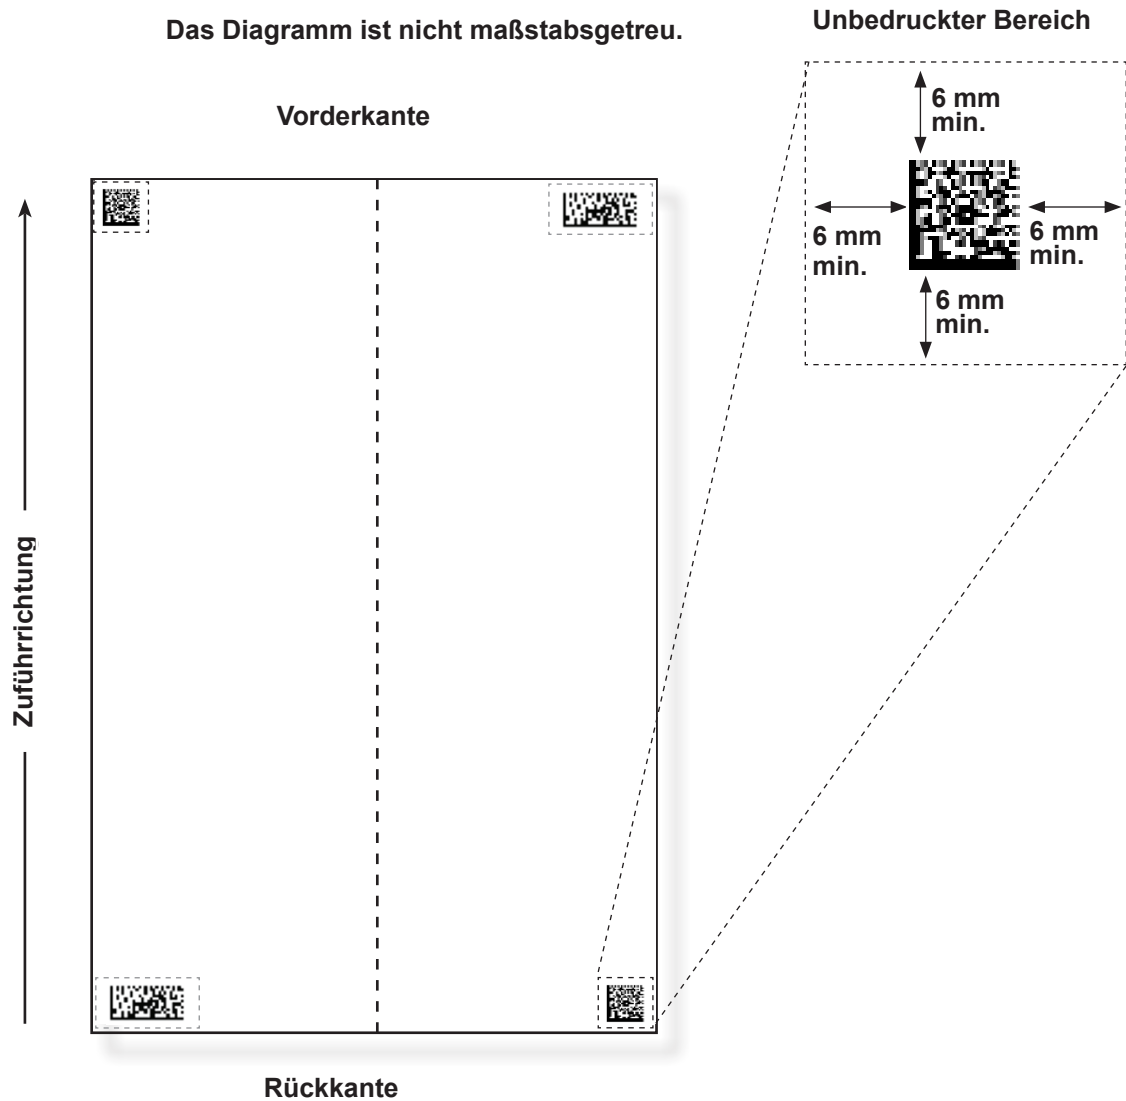 Das Diagramm ist nicht maßstabsgetreu.
Unbedruckter Bereich
6 mm
min.
Vorderkante
6 mm
min.
6 mm
min.
6 mm
min.
Zuführrichtung
Rückkante